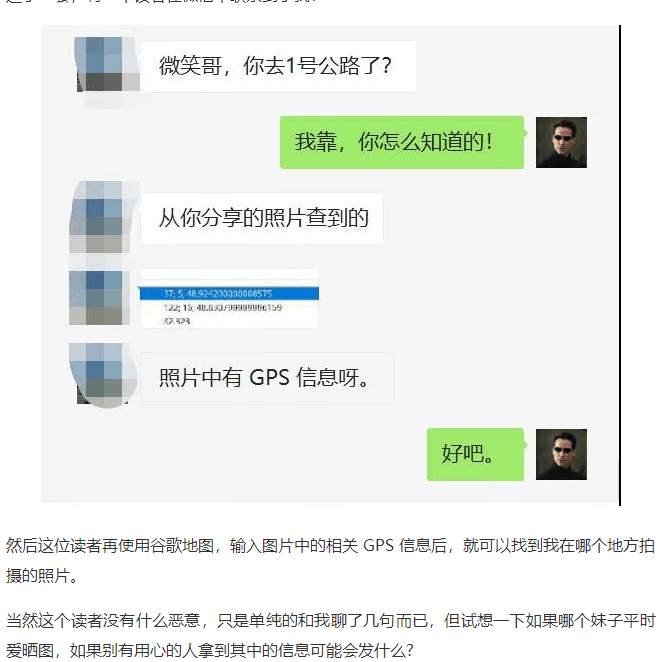 微笑哥，你去1号公路了？
我靠，你怎么知道的！
从你分享的照片查到的
37; 5; 48.924200000008575
122; 16; 48.83079999996159
32.323
照片中有 GPS 信息呀。
好吧。
然后这位读者再使用谷歌地图，输入图片中的相关 GPS 信息后，就可以找到我在哪个地方拍
摄的照片。
当然这个读者没有什么恶意，只是单纯的和我聊了几句而已，但试想一下如果哪个妹子平时
爱晒图，如果别有用心的人拿到其中的信息可能会发什么？